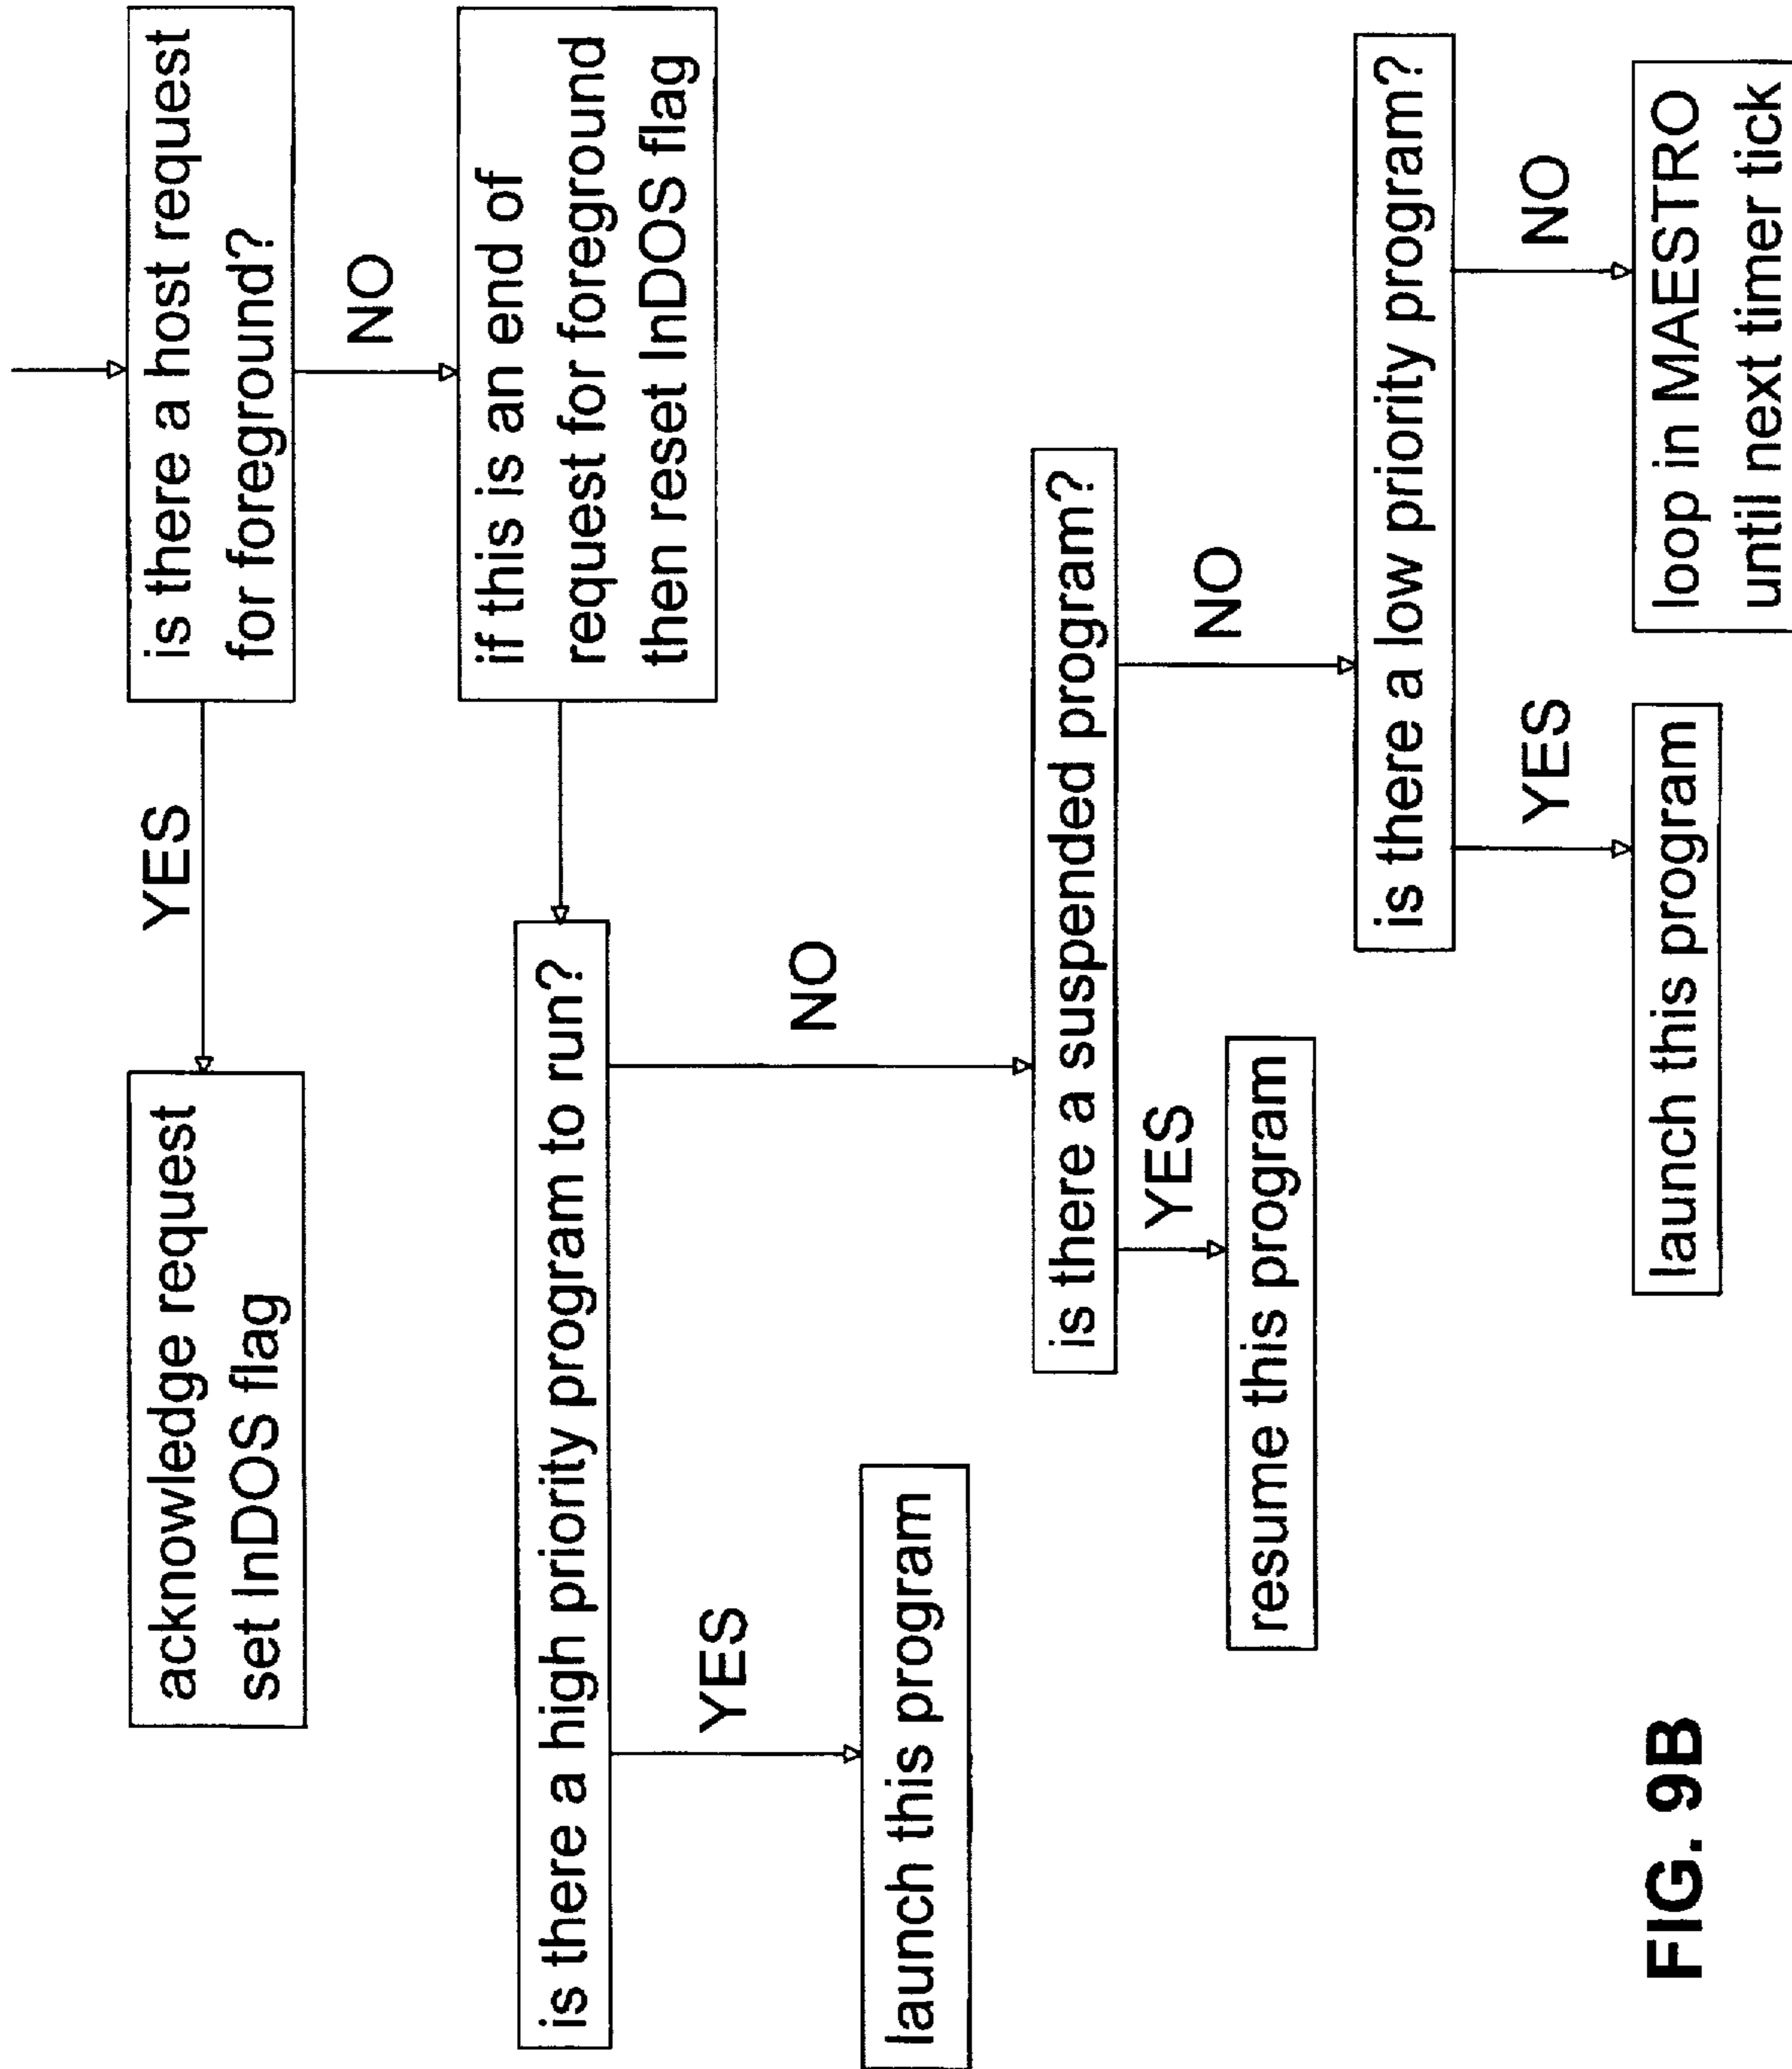 is there a host request
for foreground?
YES
NO
acknowledge request
set InDOS flag
if this is an end of
request for foreground
then reset InDOS flag
is there a high priority program to run?
YES
NO
launch this program
is there a suspended program?
YES
NO
resume this program
is there a low priority program?
YES
NO
launch this program
loop in MAESTRO
until next timer tick
FIG. 9B